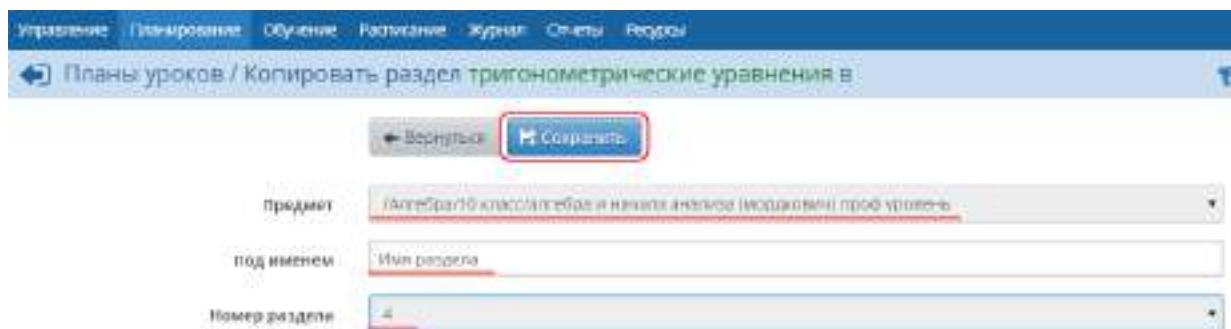 Управление Планирование Обучение Расписание Журнал Отчеты Ресурсы
Планы уроков / Копировать раздел тригонометрические уравнения в
Вернуться Сохранить
Предмет /Алгебра/10 класс/алгебра и начала анализа (мордкович) проф уровень
под именем Имя раздела
Номер раздела 4